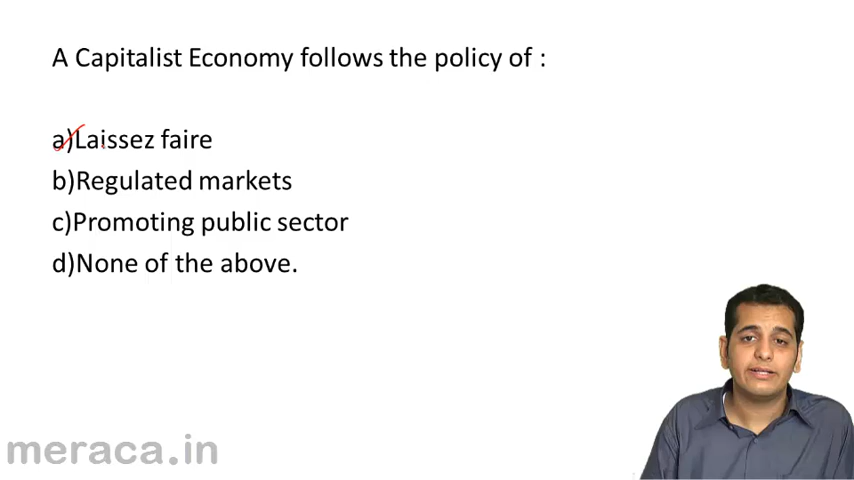 A Capitalist Economy follows the policy of :
a)Laissez faire
b)Regulated markets
c)Promoting public sector
d)None of the above.
meraca.in